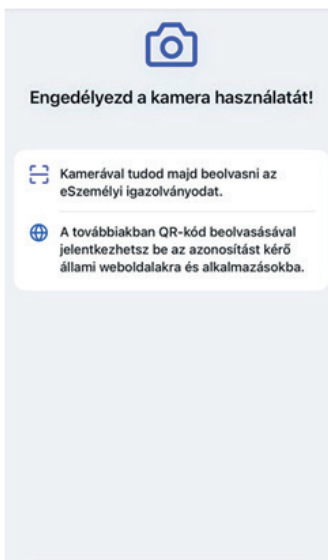 Engedélyezd a kamera használatát!
Kamerával tudod majd beolvasni az
eSzemélyi igazolványodat.
A továbbiakban QR-kód beolvasásával
jelentkezhetsz be az azonosítást kérő
állami weboldalakra és alkalmazásokba.